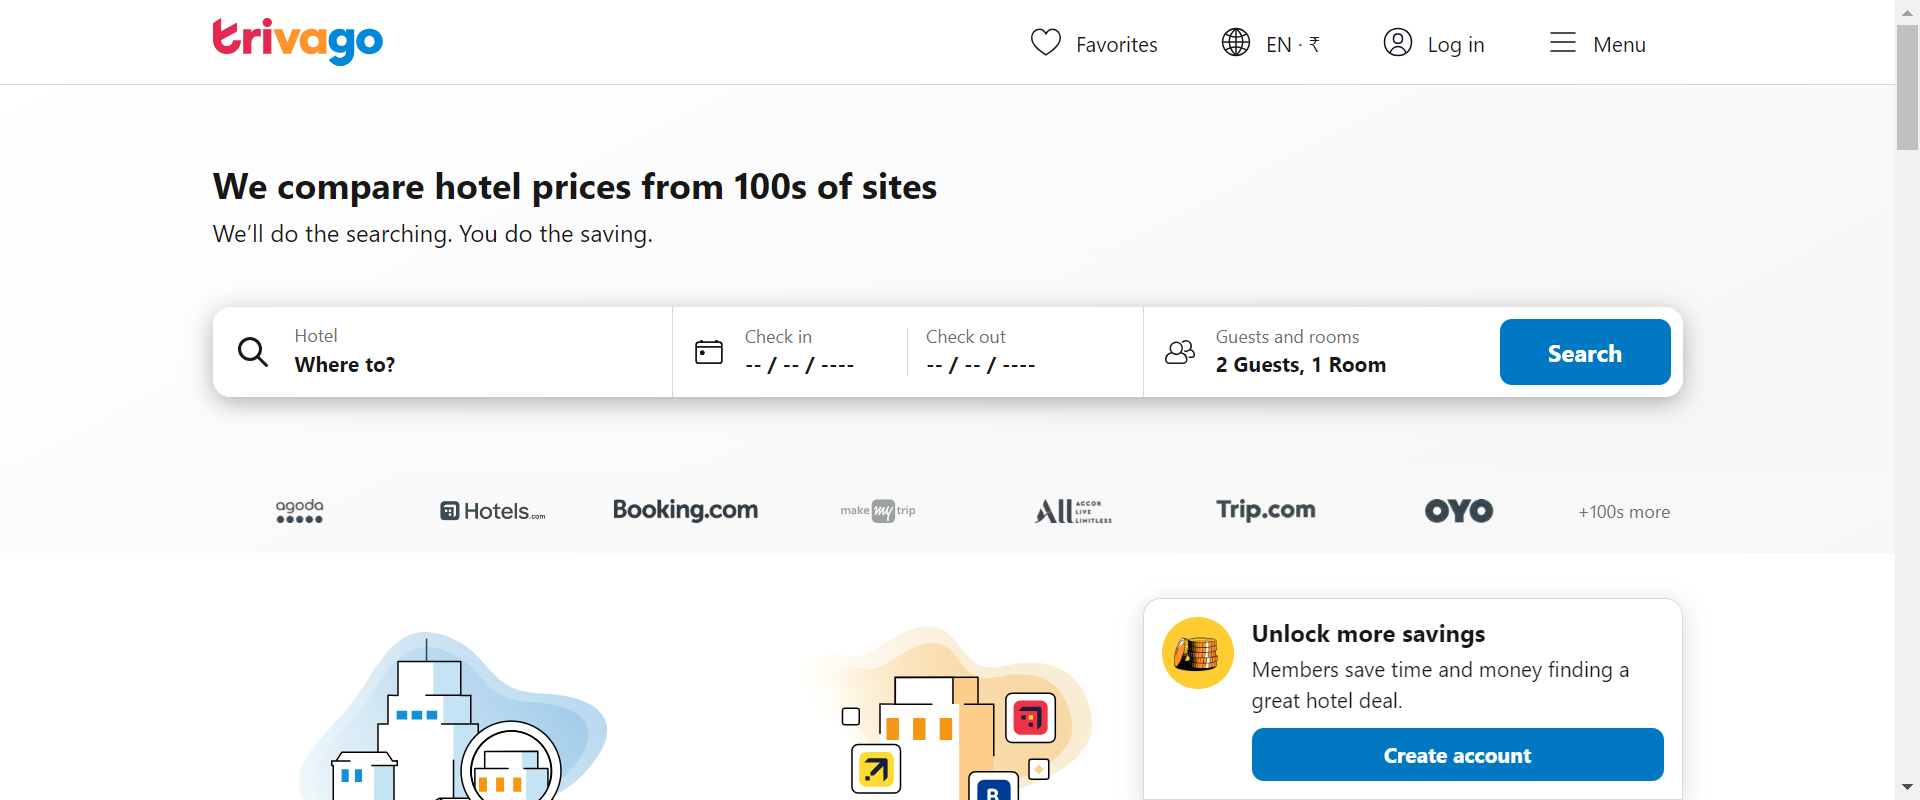 trivago
Favorites
EN · ₹
Log in
Menu
We compare hotel prices from 100s of sites
We'll do the searching. You do the saving.
Hotel
Where to?
Check in
-- / -- / ----
Check out
-- / -- / ----
Guests and rooms
2 Guests, 1 Room
Search
agoda
Hotels.com
Booking.com
make my trip
All ACCOR LIVE LIMITLESS
Trip.com
OYO
+100s more
Unlock more savings
Members save time and money finding a
great hotel deal.
Create account
B